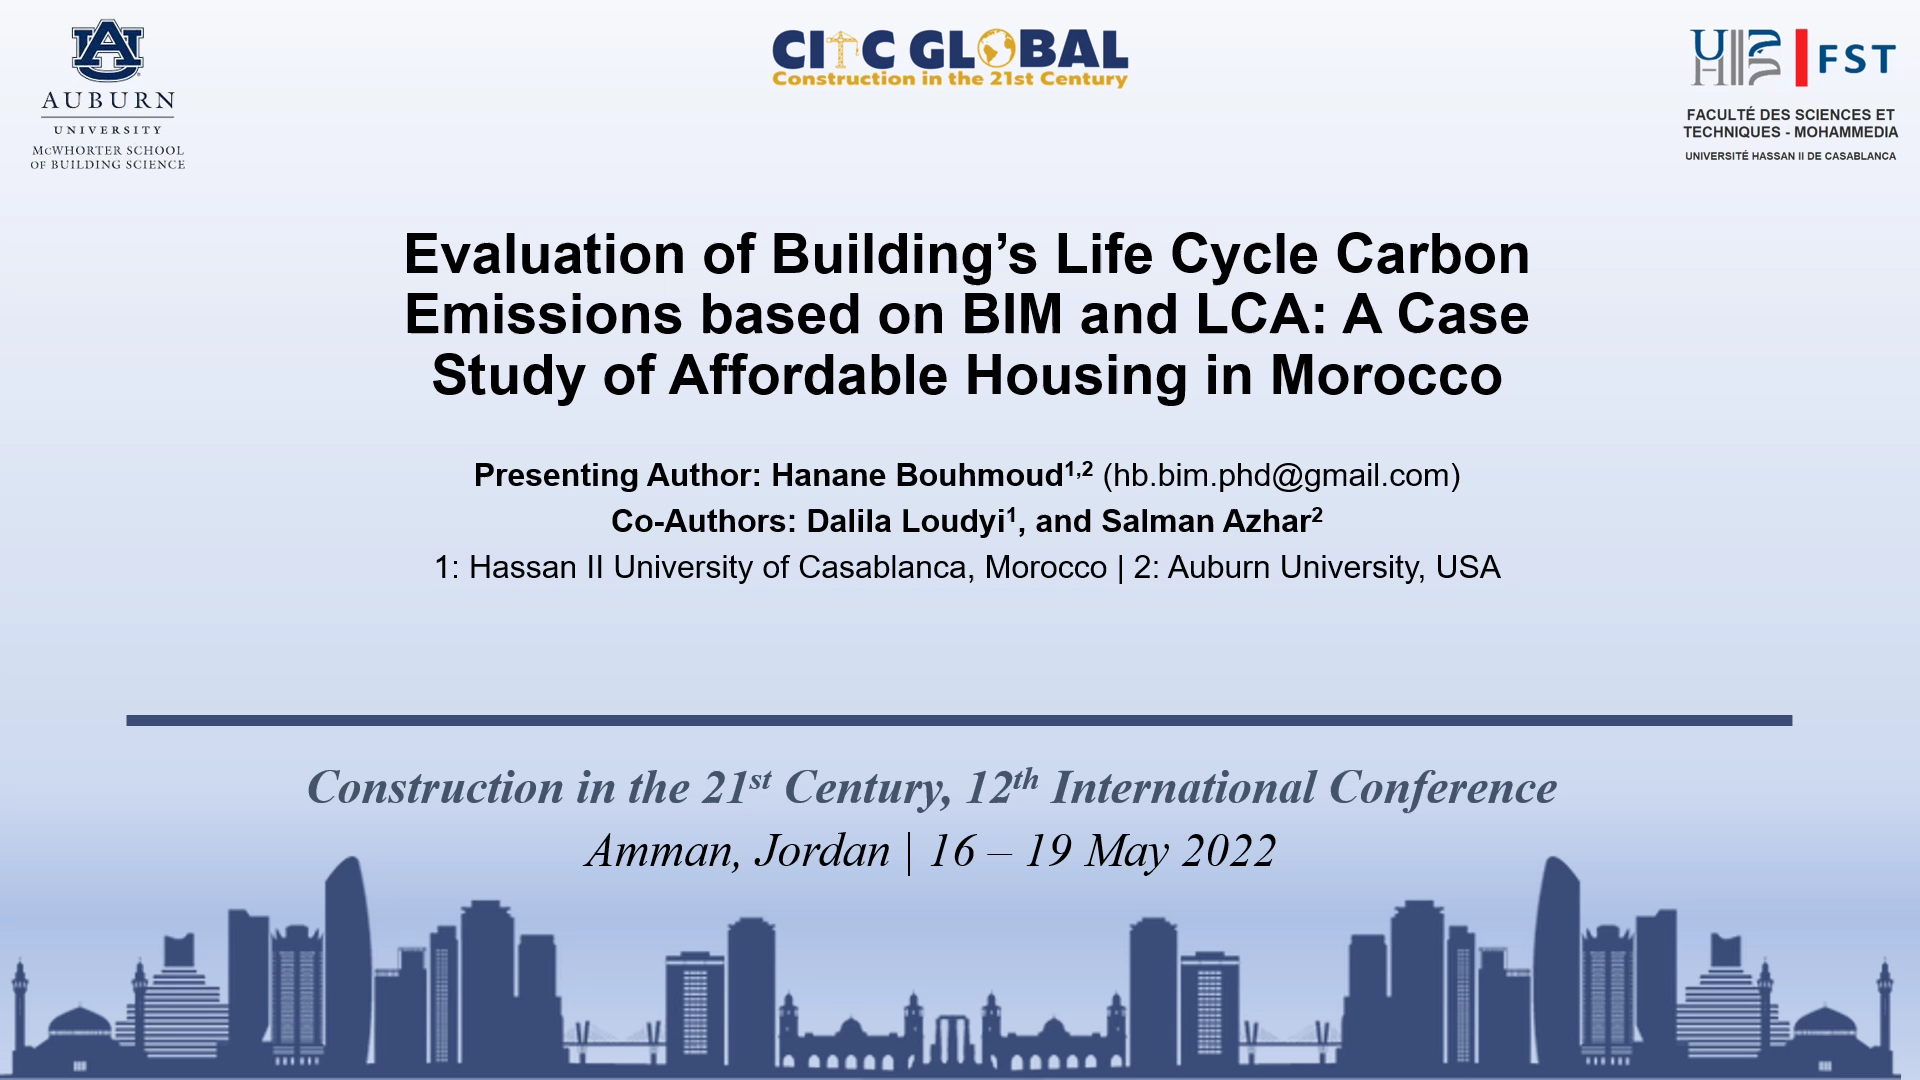 AUBURN
UNIVERSITY
McWHORTER SCHOOL
OF BUILDING SCIENCE
CITC GLOBAL
Construction in the 21st Century
UH2C FST
FACULTÉ DES SCIENCES ET
TECHNIQUES - MOHAMMEDIA
UNIVERSITÉ HASSAN II DE CASABLANCA
Evaluation of Building’s Life Cycle Carbon
Emissions based on BIM and LCA: A Case
Study of Affordable Housing in Morocco
Presenting Author: Hanane Bouhmoud1,2 (hb.bim.phd@gmail.com)
Co-Authors: Dalila Loudyi1, and Salman Azhar2
1: Hassan II University of Casablanca, Morocco | 2: Auburn University, USA
Construction in the 21st Century, 12th International Conference
Amman, Jordan | 16 – 19 May 2022